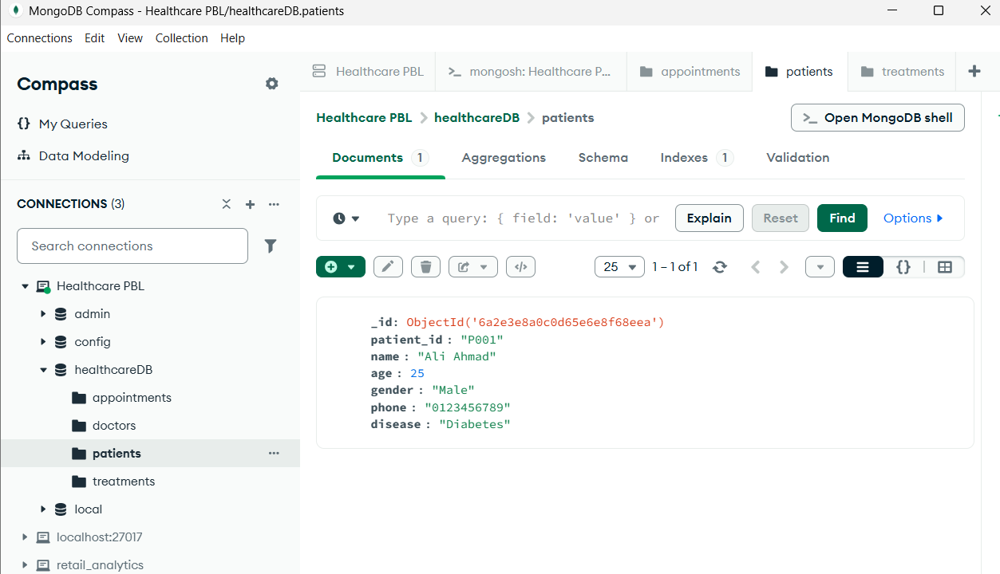 MongoDB Compass - Healthcare PBL/healthcareDB.patients
Connections Edit View Collection Help
Compass
My Queries
Data Modeling
CONNECTIONS (3)
Search connections
Healthcare PBL
admin
config
healthcareDB
appointments
doctors
patients
treatments
local
localhost:27017
retail_analytics
Healthcare PBL
mongosh: Healthcare P...
appointments
patients
treatments
Healthcare PBL > healthcareDB > patients
Open MongoDB shell
Documents 1 Aggregations Schema Indexes 1 Validation
Type a query: { field: 'value' } or
Explain Reset Find Options
25 1 – 1 of 1
_id: ObjectId('6a2e3e8a0c0d65e6e8f68eea')
patient_id : "P001"
name : "Ali Ahmad"
age : 25
gender : "Male"
phone : "0123456789"
disease : "Diabetes"